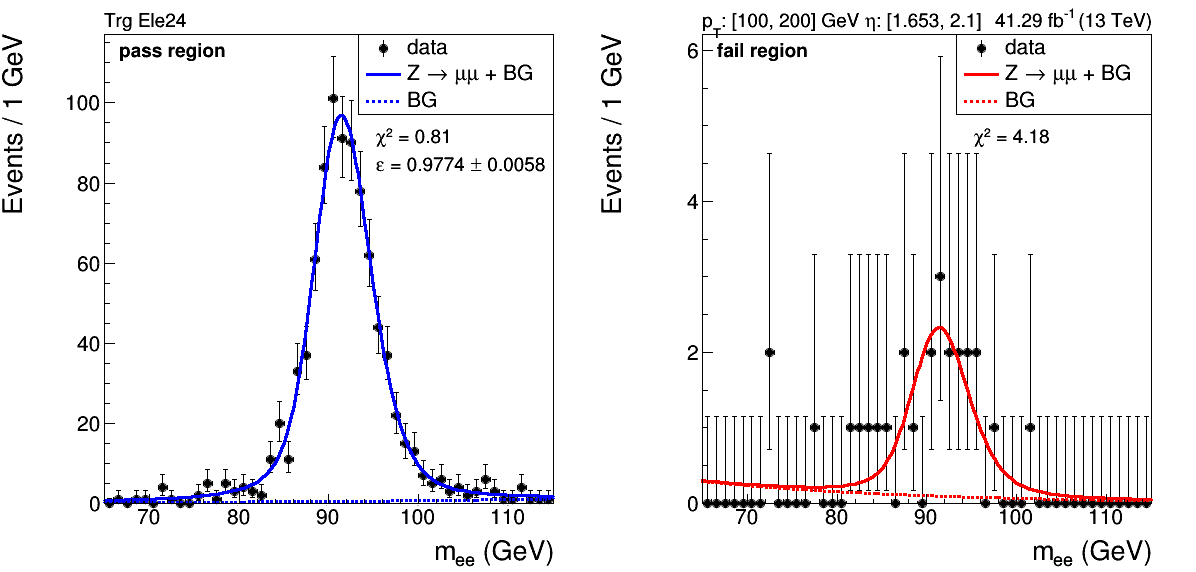 Trg Ele24
pass region
data
Z → μμ + BG
BG
χ² = 0.81
ε = 0.9774 ± 0.0058
Events / 1 GeV
0
20
40
60
80
100
70
80
90
100
110
m_ee (GeV)
p_T: [100, 200] GeV η: [1.653, 2.1] 41.29 fb⁻¹ (13 TeV)
fail region
data
Z → μμ + BG
BG
χ² = 4.18
Events / 1 GeV
0
2
4
6
70
80
90
100
110
m_ee (GeV)